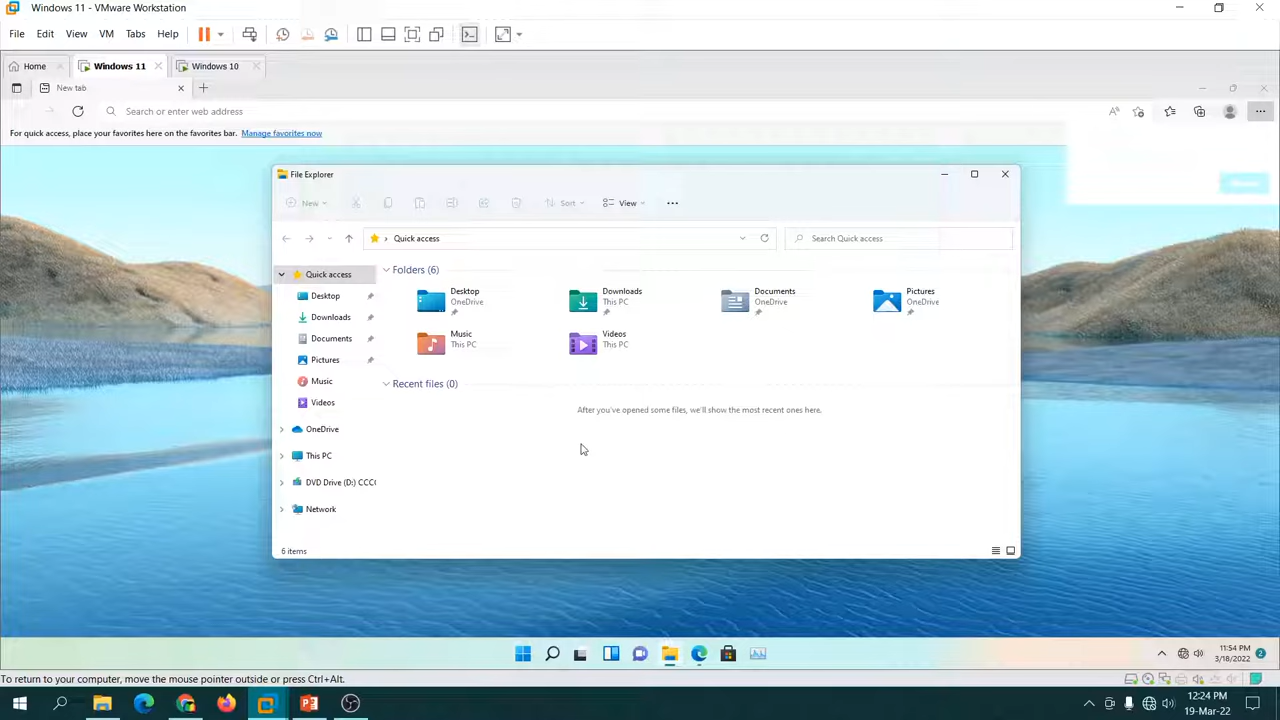 Windows 11 - VMware Workstation
File Edit View VM Tabs Help
Home Windows 11 Windows 10
New tab
Search or enter web address
For quick access, place your favorites here on the favorites bar. Manage favorites now
File Explorer
New Sort View
Quick access Search Quick access
Quick access
Desktop
Downloads
Documents
Pictures
Music
Videos
OneDrive
This PC
DVD Drive (D:) CCC
Network
Folders (6)
Desktop
OneDrive
Downloads
This PC
Documents
OneDrive
Pictures
OneDrive
Music
This PC
Videos
This PC
Recent files (0)
After you've opened some files, we'll show the most recent ones here.
6 items
11:54 PM
3/18/2022
2
To return to your computer, move the mouse pointer outside or press Ctrl+Alt.
12:24 PM
19-Mar-22